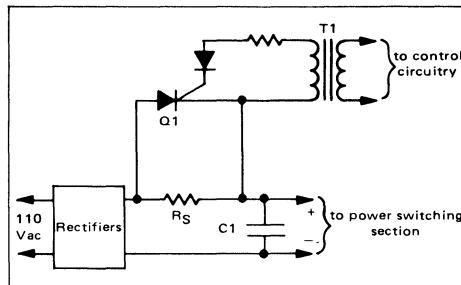 T1
to control
circuitry
Q1
110
Vac
Rectifiers
RS
C1
+
−
to power switching
section